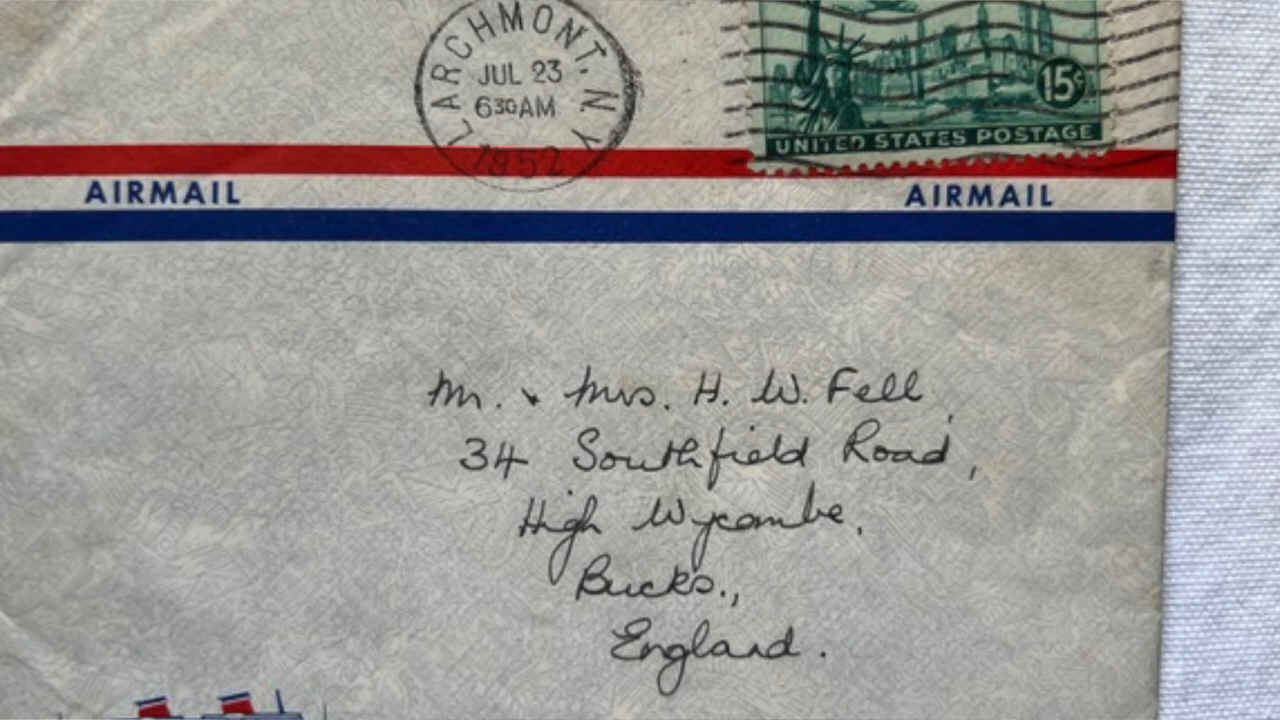 LARCHMONT, N.Y.
JUL 23
630AM
1952
15¢
UNITED STATES POSTAGE
AIRMAIL
AIRMAIL
Mr. & Mrs. H. W. Fell,
34 Southfield Road,
High Wycombe,
Bucks.,
England.